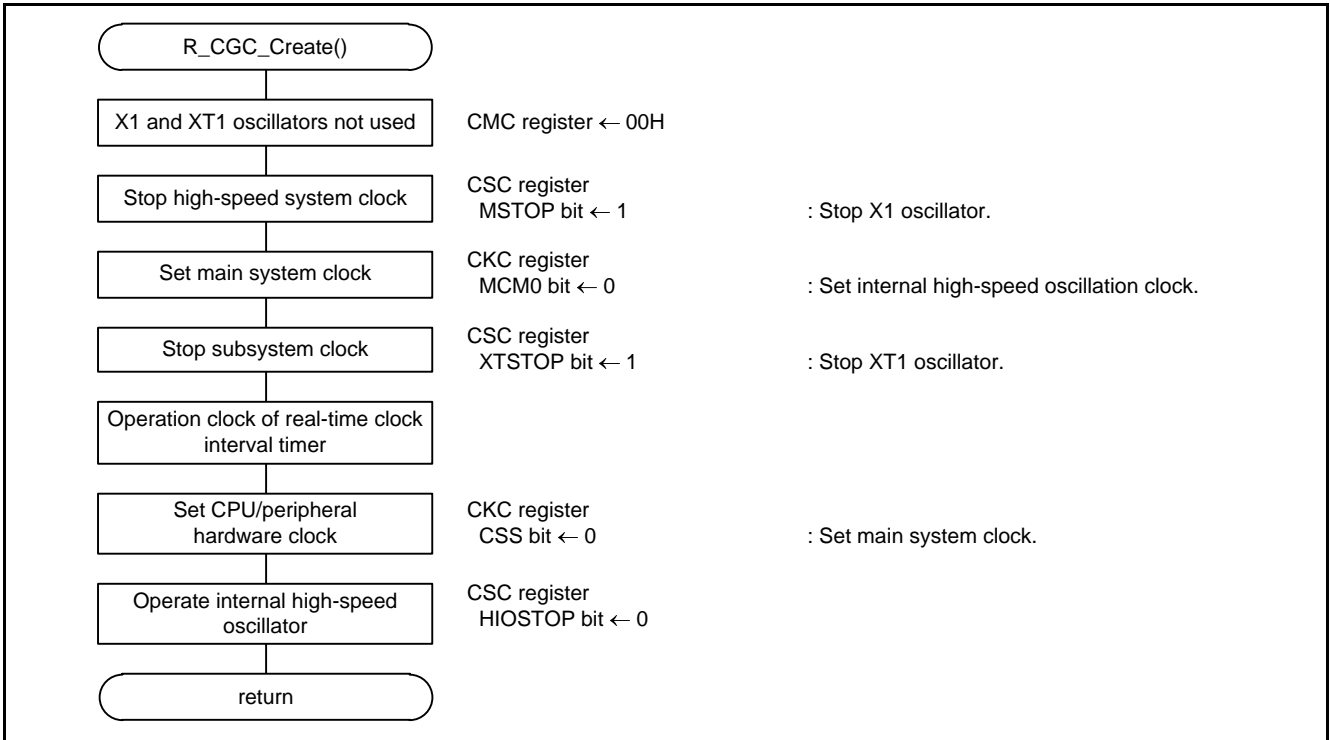 R_CGC_Create()
X1 and XT1 oscillators not used
CMC register ← 00H
Stop high-speed system clock
CSC register
MSTOP bit ← 1 : Stop X1 oscillator.
Set main system clock
CKC register
MCM0 bit ← 0 : Set internal high-speed oscillation clock.
Stop subsystem clock
CSC register
XTSTOP bit ← 1 : Stop XT1 oscillator.
Operation clock of real-time clock
interval timer
Set CPU/peripheral
hardware clock
CKC register
CSS bit ← 0 : Set main system clock.
Operate internal high-speed
oscillator
CSC register
HIOSTOP bit ← 0
return